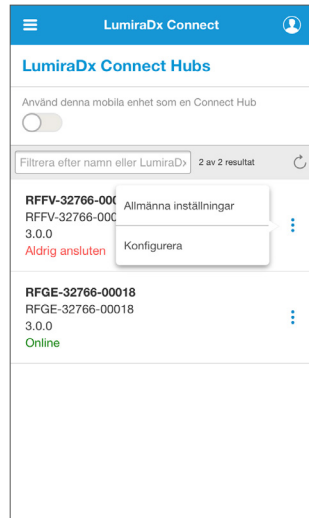 LumiraDx Connect
LumiraDx Connect Hubs
Använd denna mobila enhet som en Connect Hub
Filtrera efter namn eller LumiraDx
2 av 2 resultat
RFFV-32766-000
RFFV-32766-000
3.0.0
Aldrig ansluten
Allmänna inställningar
Konfigurera
RFGE-32766-00018
RFGE-32766-00018
3.0.0
Online